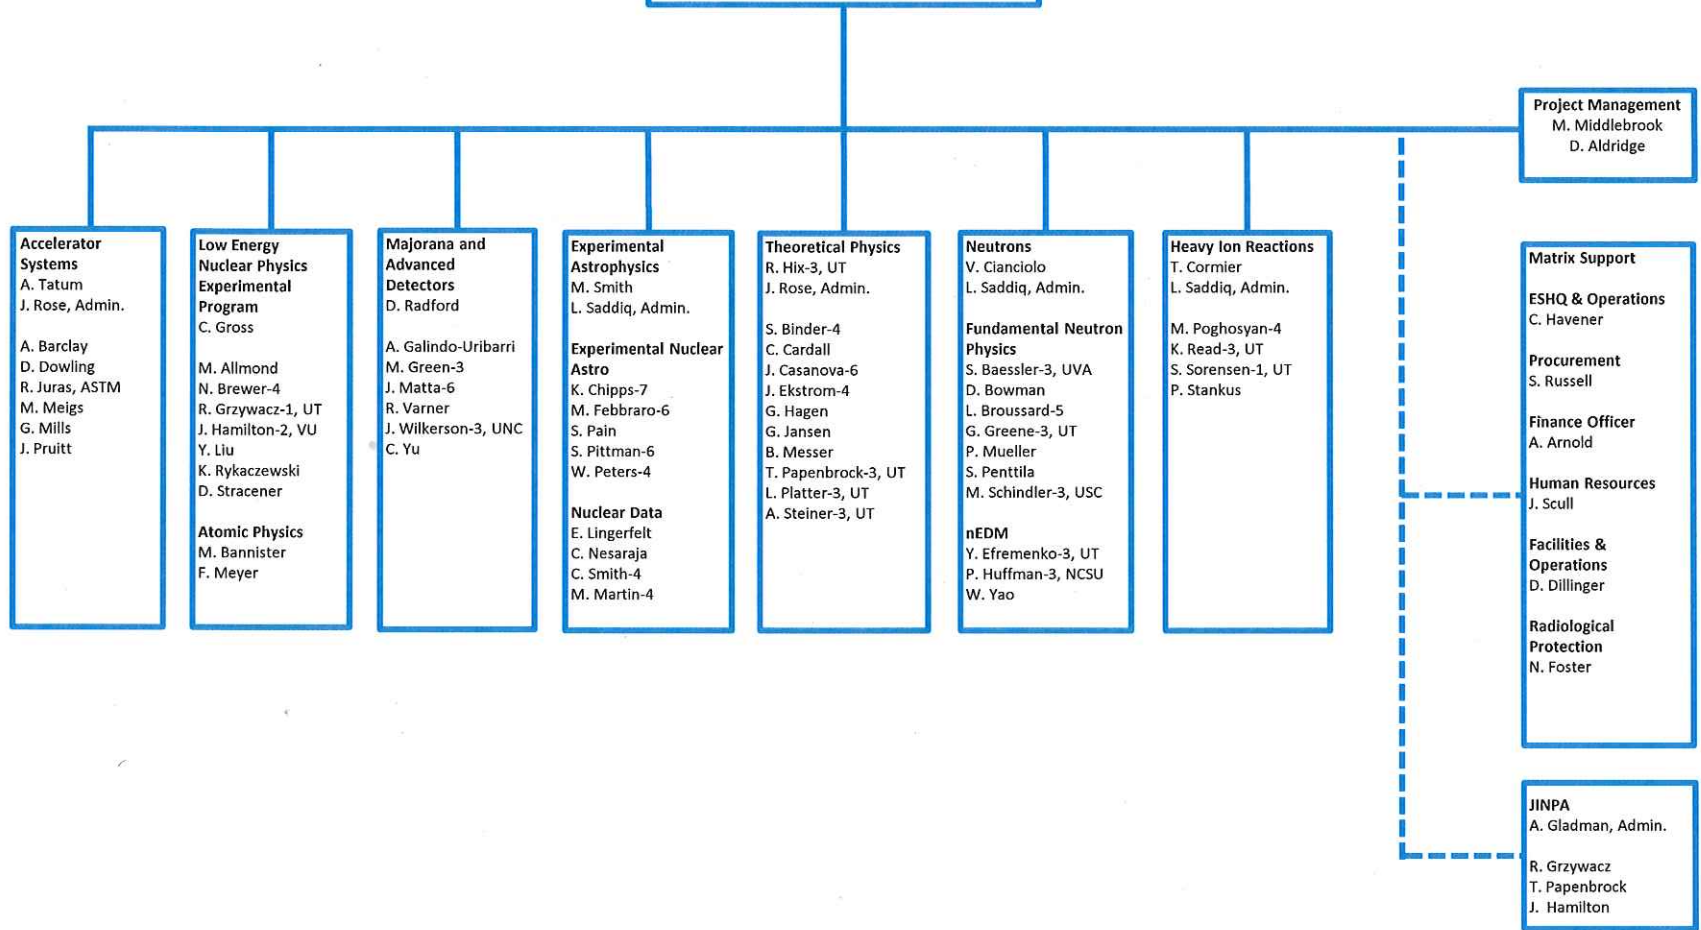 Project Management
M. Middlebrook
D. Aldridge
Accelerator
Systems
A. Tatum
J. Rose, Admin.
A. Barclay
D. Dowling
R. Juras, ASTM
M. Meigs
G. Mills
J. Pruitt
Low Energy
Nuclear Physics
Experimental
Program
C. Gross
M. Allmond
N. Brewer-4
R. Grzywacz-1, UT
J. Hamilton-2, VU
Y. Liu
K. Rykaczewski
D. Stracener
Atomic Physics
M. Bannister
F. Meyer
Majorana and
Advanced
Detectors
D. Radford
A. Galindo-Uribarri
M. Green-3
J. Matta-6
R. Varner
J. Wilkerson-3, UNC
C. Yu
Experimental
Astrophysics
M. Smith
L. Saddiq, Admin.
Experimental Nuclear
Astro
K. Chipps-7
M. Febbraro-6
S. Pain
S. Pittman-6
W. Peters-4
Nuclear Data
E. Lingerfelt
C. Nesaraja
C. Smith-4
M. Martin-4
Theoretical Physics
R. Hix-3, UT
J. Rose, Admin.
S. Binder-4
C. Cardall
J. Casanova-6
J. Ekstrom-4
G. Hagen
G. Jansen
B. Messer
T. Papenbrock-3, UT
L. Platter-3, UT
A. Steiner-3, UT
Neutrons
V. Cianciolo
L. Saddiq, Admin.
Fundamental Neutron
Physics
S. Baessler-3, UVA
D. Bowman
L. Broussard-5
G. Greene-3, UT
P. Mueller
S. Penttila
M. Schindler-3, USC
nEDM
Y. Efremenko-3, UT
P. Huffman-3, NCSU
W. Yao
Heavy Ion Reactions
T. Cormier
L. Saddiq, Admin.
M. Poghosyan-4
K. Read-3, UT
S. Sorensen-1, UT
P. Stankus
Matrix Support
ESHQ & Operations
C. Havener
Procurement
S. Russell
Finance Officer
A. Arnold
Human Resources
J. Scull
Facilities &
Operations
D. Dillinger
Radiological
Protection
N. Foster
JINPA
A. Gladman, Admin.
R. Grzywacz
T. Papenbrock
J. Hamilton